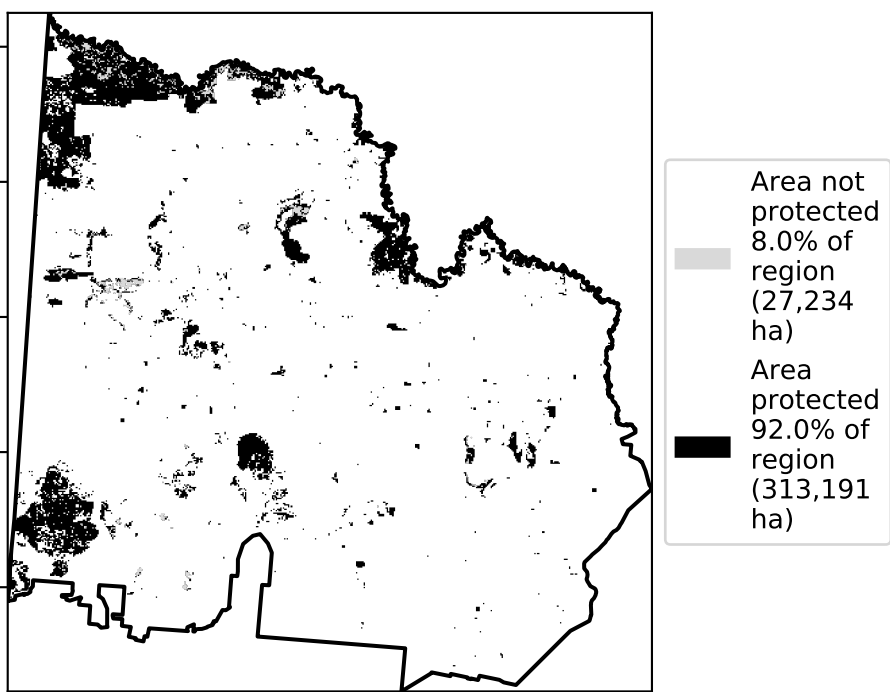 Area not
protected
8.0% of
region
(27,234
ha)
Area
protected
92.0% of
region
(313,191
ha)